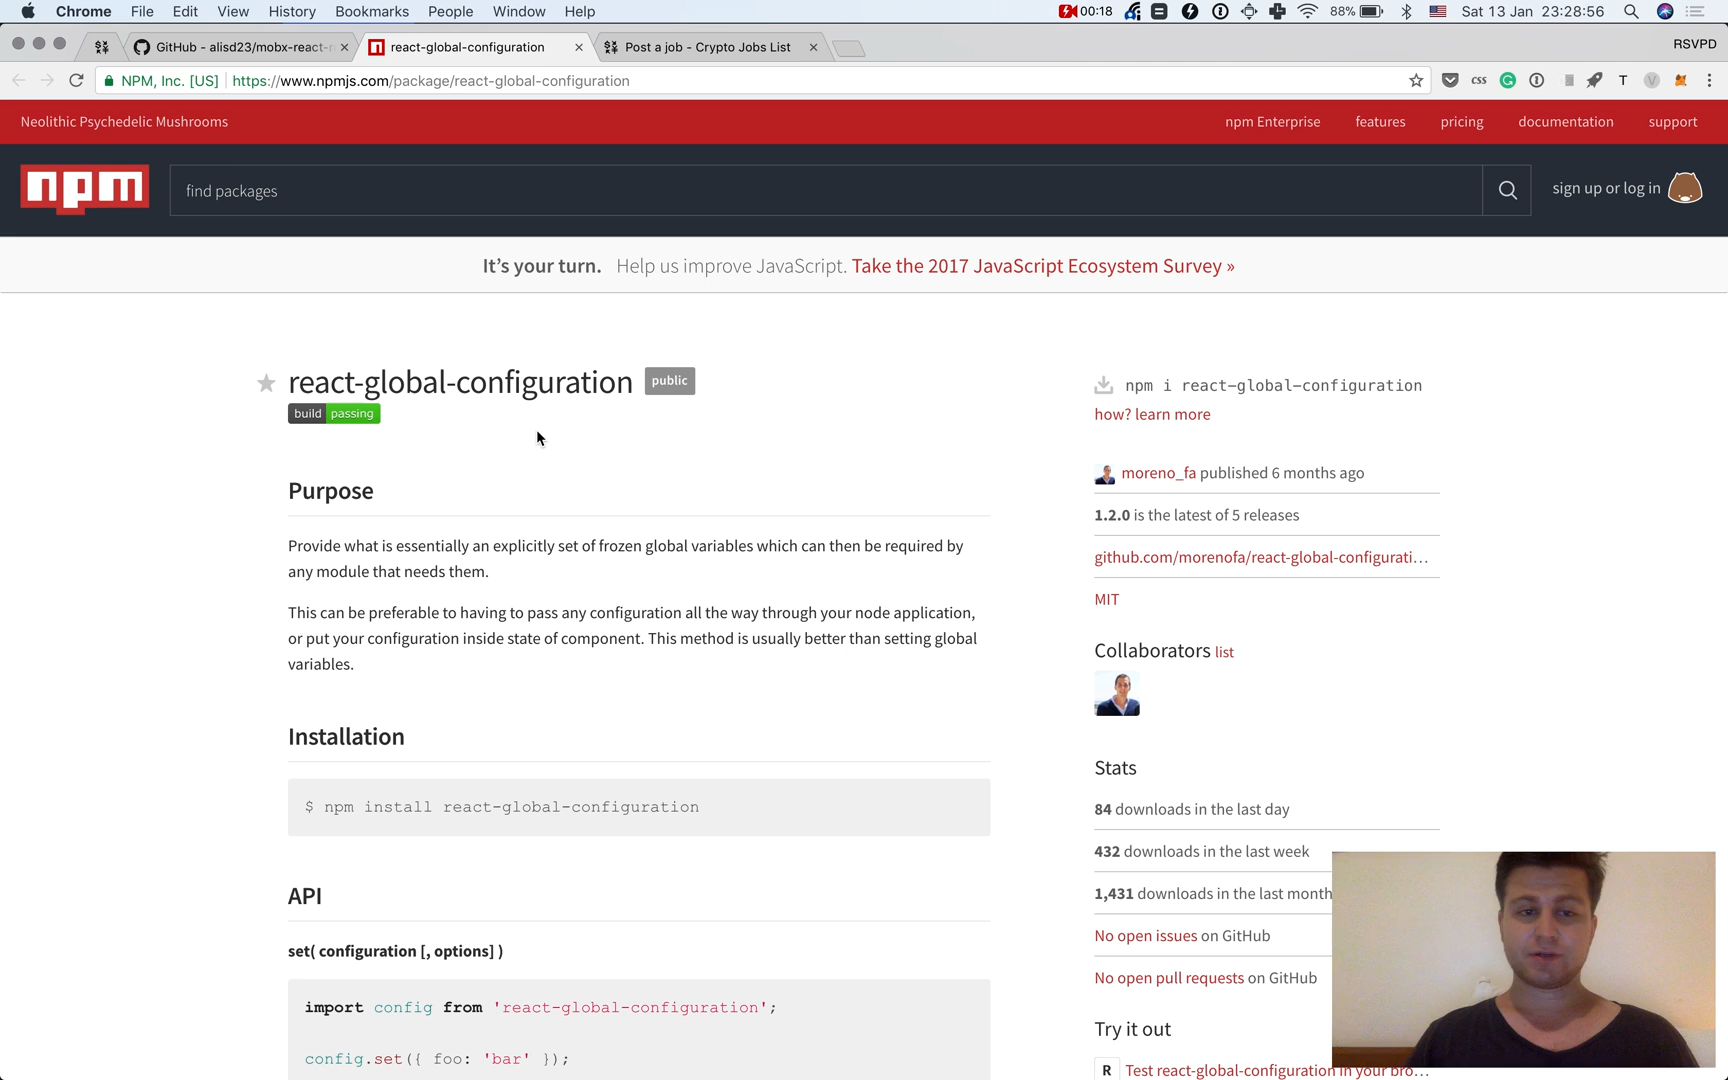 Chrome File Edit View History Bookmarks People Window Help 00:18 88% Sat 13 Jan 23:28:56
GitHub - alisd23/mobx-react-r react-global-configuration Post a job - Crypto Jobs List RSVPD
NPM, Inc. [US] https://www.npmjs.com/package/react-global-configuration css T V
Neolithic Psychedelic Mushrooms npm Enterprise features pricing documentation support
npm find packages sign up or log in
It's your turn. Help us improve JavaScript. Take the 2017 JavaScript Ecosystem Survey »
react-global-configuration public
build passing
Purpose
Provide what is essentially an explicitly set of frozen global variables which can then be required by
any module that needs them.
This can be preferable to having to pass any configuration all the way through your node application,
or put your configuration inside state of component. This method is usually better than setting global
variables.
Installation
$ npm install react-global-configuration
API
set( configuration [, options] )
import config from 'react-global-configuration';
config.set({ foo: 'bar' });
npm i react-global-configuration
how? learn more
moreno_fa published 6 months ago
1.2.0 is the latest of 5 releases
github.com/morenofa/react-global-configurati…
MIT
Collaborators list
Stats
84 downloads in the last day
432 downloads in the last week
1,431 downloads in the last month
No open issues on GitHub
No open pull requests on GitHub
Try it out
R Test react-global-configuration in your bro…